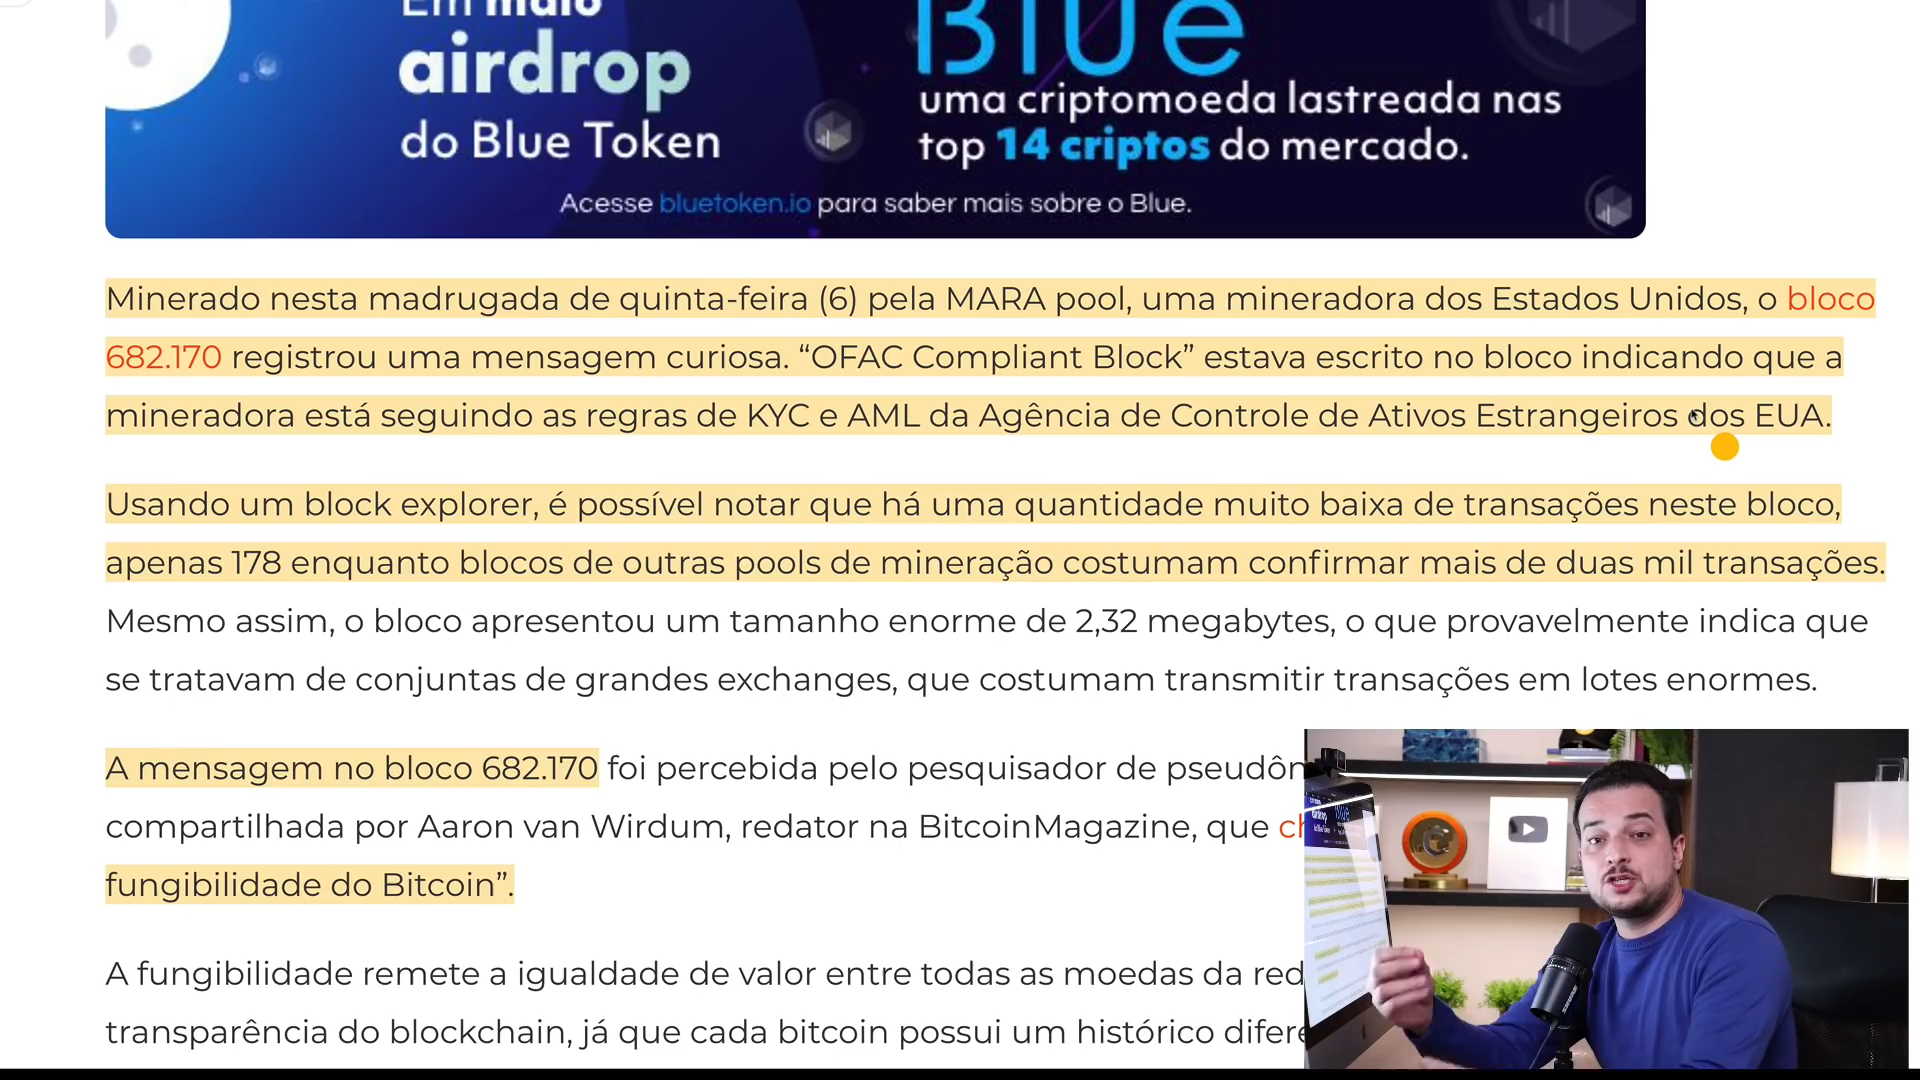 Em maio
airdrop
do Blue Token
Blue
uma criptomoeda lastreada nas
top 14 criptos do mercado.
Acesse bluetoken.io para saber mais sobre o Blue.
Minerado nesta madrugada de quinta-feira (6) pela MARA pool, uma mineradora dos Estados Unidos, o bloco
682.170 registrou uma mensagem curiosa. “OFAC Compliant Block” estava escrito no bloco indicando que a
mineradora está seguindo as regras de KYC e AML da Agência de Controle de Ativos Estrangeiros dos EUA.
Usando um block explorer, é possível notar que há uma quantidade muito baixa de transações neste bloco,
apenas 178 enquanto blocos de outras pools de mineração costumam confirmar mais de duas mil transações.
Mesmo assim, o bloco apresentou um tamanho enorme de 2,32 megabytes, o que provavelmente indica que
se tratavam de conjuntas de grandes exchanges, que costumam transmitir transações em lotes enormes.
A mensagem no bloco 682.170 foi percebida pelo pesquisador de
compartilhada por Aaron van Wirdum, redator na BitcoinMagazine, que
fungibilidade do Bitcoin”.
A fungibilidade remete a igualdade de valor entre todas as moedas da
transparência do blockchain, já que cada bitcoin possui um histórico